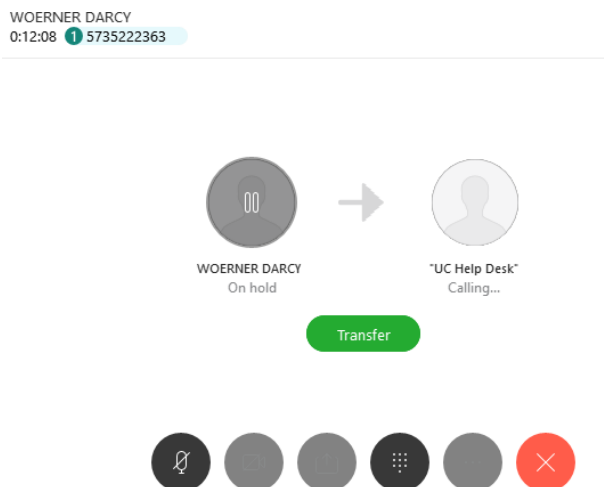 WOERNER DARCY
0:12:08 1 5735222363
WOERNER DARCY "UC Help Desk"
On hold Calling...
Transfer